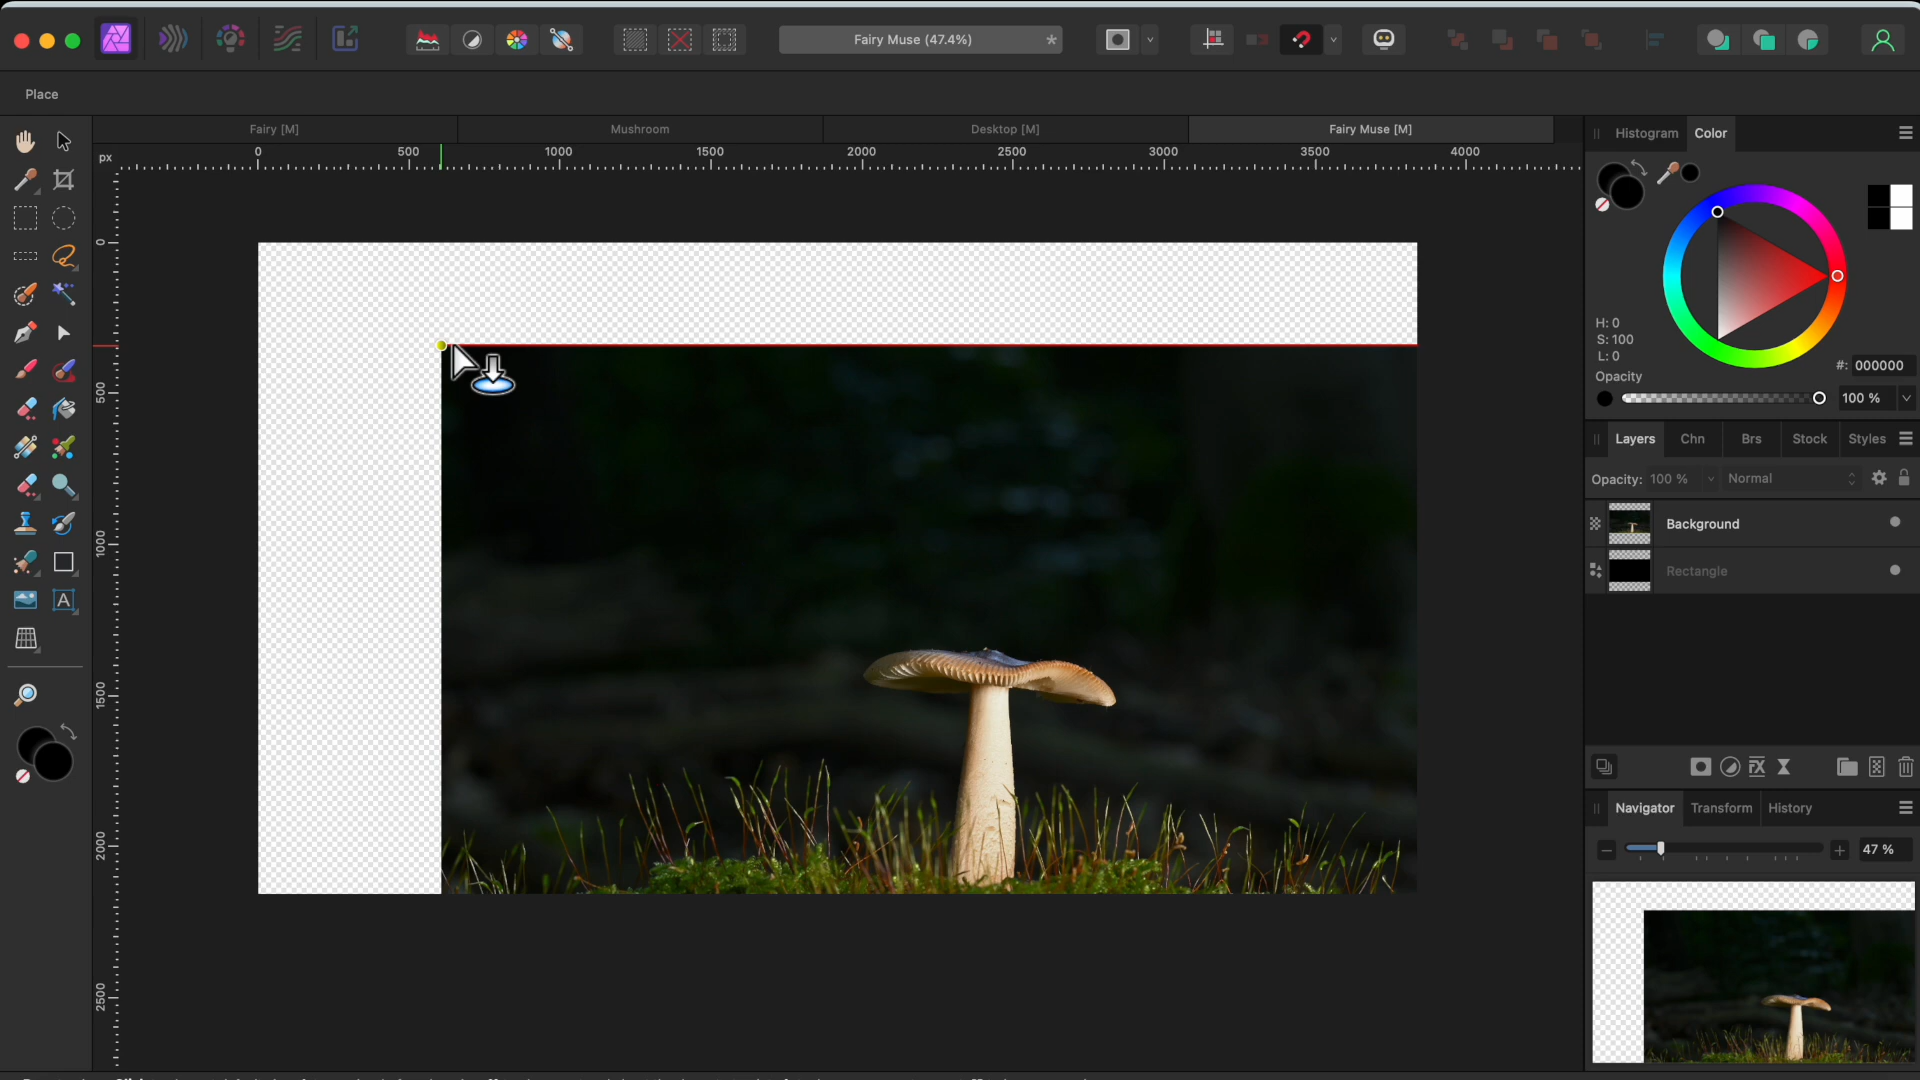 Fairy Muse (47.4%)
*
Place
Fairy [M]
Mushroom
Desktop [M]
Fairy Muse [M]
px
0
500
1000
1500
2000
2500
3000
3500
4000
0
500
1000
1500
2000
2500
Histogram
Color
H: 0
S: 100
L: 0
#: 000000
Opacity
100 %
Layers
Chn
Brs
Stock
Styles
Opacity: 100 %
Normal
Background
Rectangle
FX
Navigator
Transform
History
47 %
A